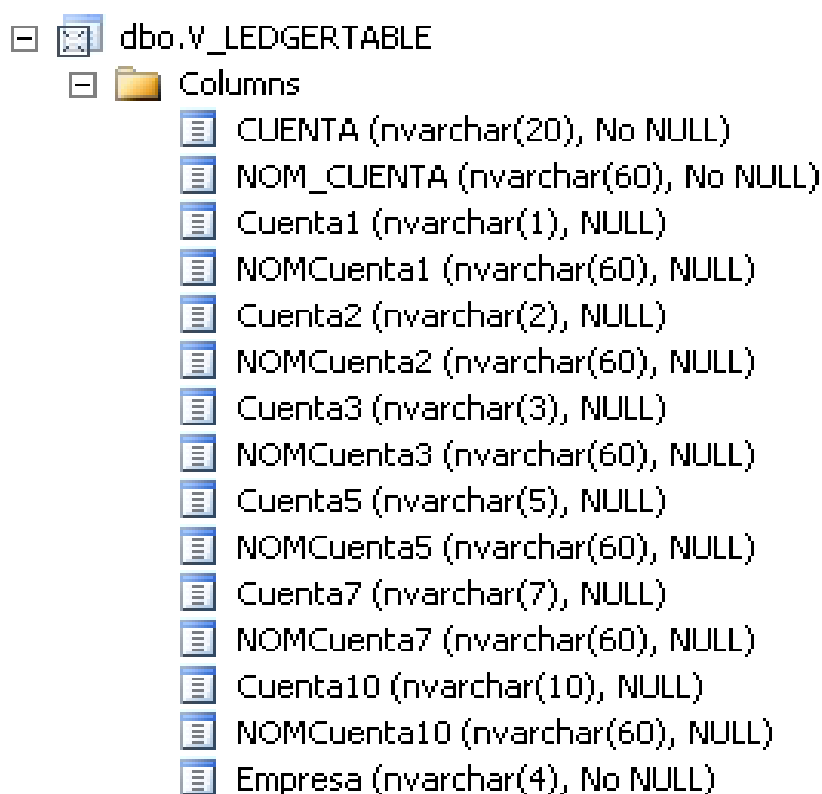 dbo.V_LEDGERTABLE
Columns
CUENTA (nvarchar(20), No NULL)
NOM_CUENTA (nvarchar(60), No NULL)
Cuenta1 (nvarchar(1), NULL)
NOMCuenta1 (nvarchar(60), NULL)
Cuenta2 (nvarchar(2), NULL)
NOMCuenta2 (nvarchar(60), NULL)
Cuenta3 (nvarchar(3), NULL)
NOMCuenta3 (nvarchar(60), NULL)
Cuenta5 (nvarchar(5), NULL)
NOMCuenta5 (nvarchar(60), NULL)
Cuenta7 (nvarchar(7), NULL)
NOMCuenta7 (nvarchar(60), NULL)
Cuenta10 (nvarchar(10), NULL)
NOMCuenta10 (nvarchar(60), NULL)
Empresa (nvarchar(4), No NULL)